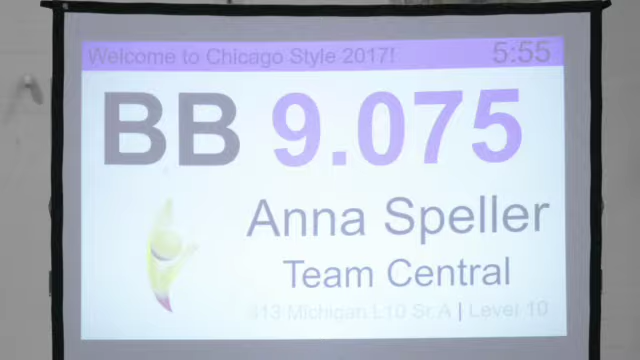 Welcome to Chicago Style 2017! 5:55
BB 9.075
Anna Speller
Team Central
313 Michigan L10 Sr.A | Level 10